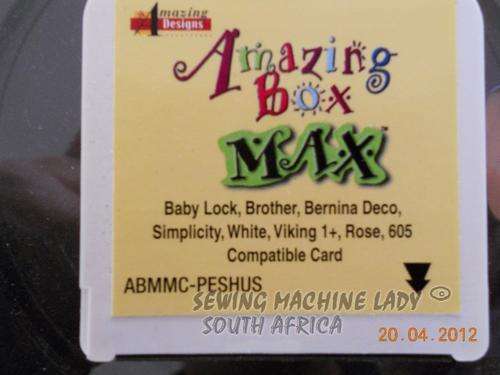 Amazing
Designs
Amazing
Box
MAX™
Baby Lock, Brother, Bernina Deco,
Simplicity, White, Viking 1+, Rose, 605
Compatible Card
ABMMC-PESHUS
SEWING MACHINE LADY ©
SOUTH AFRICA
20.04.2012